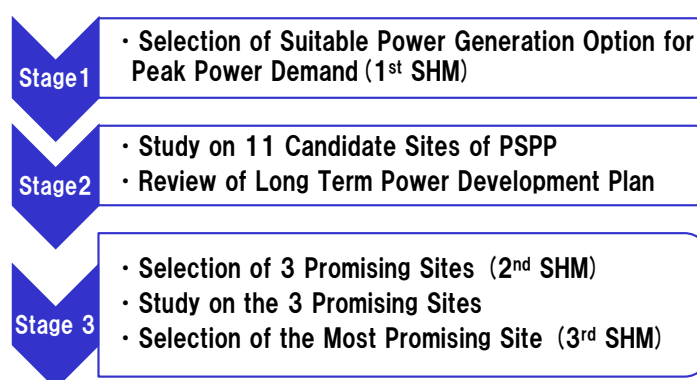 Stage1
・Selection of Suitable Power Generation Option for
Peak Power Demand (1st SHM)
Stage2
・Study on 11 Candidate Sites of PSPP
・Review of Long Term Power Development Plan
Stage 3
・Selection of 3 Promising Sites (2nd SHM)
・Study on the 3 Promising Sites
・Selection of the Most Promising Site (3rd SHM)